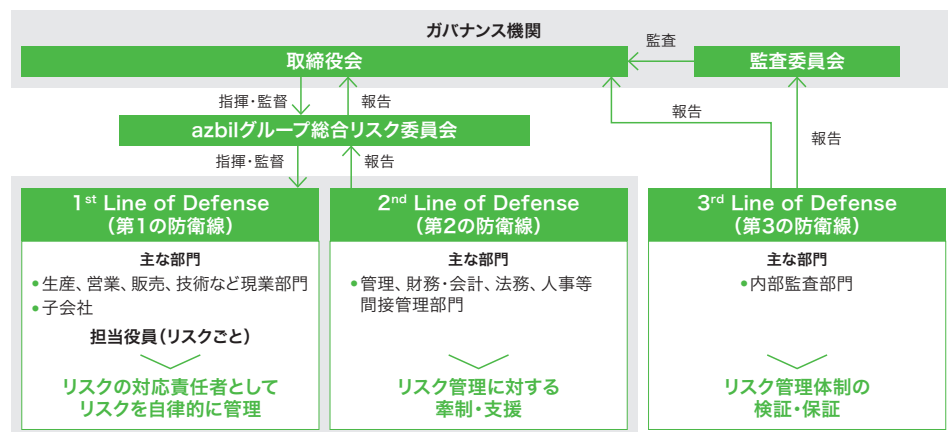 ガバナンス機関
取締役会
監査
監査委員会
指揮・監督
報告
報告
報告
azbilグループ総合リスク委員会
指揮・監督
報告
1st Line of Defense
(第1の防衛線)
主な部門
•生産、営業、販売、技術など現業部門
•子会社
担当役員(リスクごと)
リスクの対応責任者として
リスクを自律的に管理
2nd Line of Defense
(第2の防衛線)
主な部門
•管理、財務・会計、法務、人事等
間接管理部門
リスク管理に対する
牽制・支援
3rd Line of Defense
(第3の防衛線)
主な部門
•内部監査部門
リスク管理体制の
検証・保証